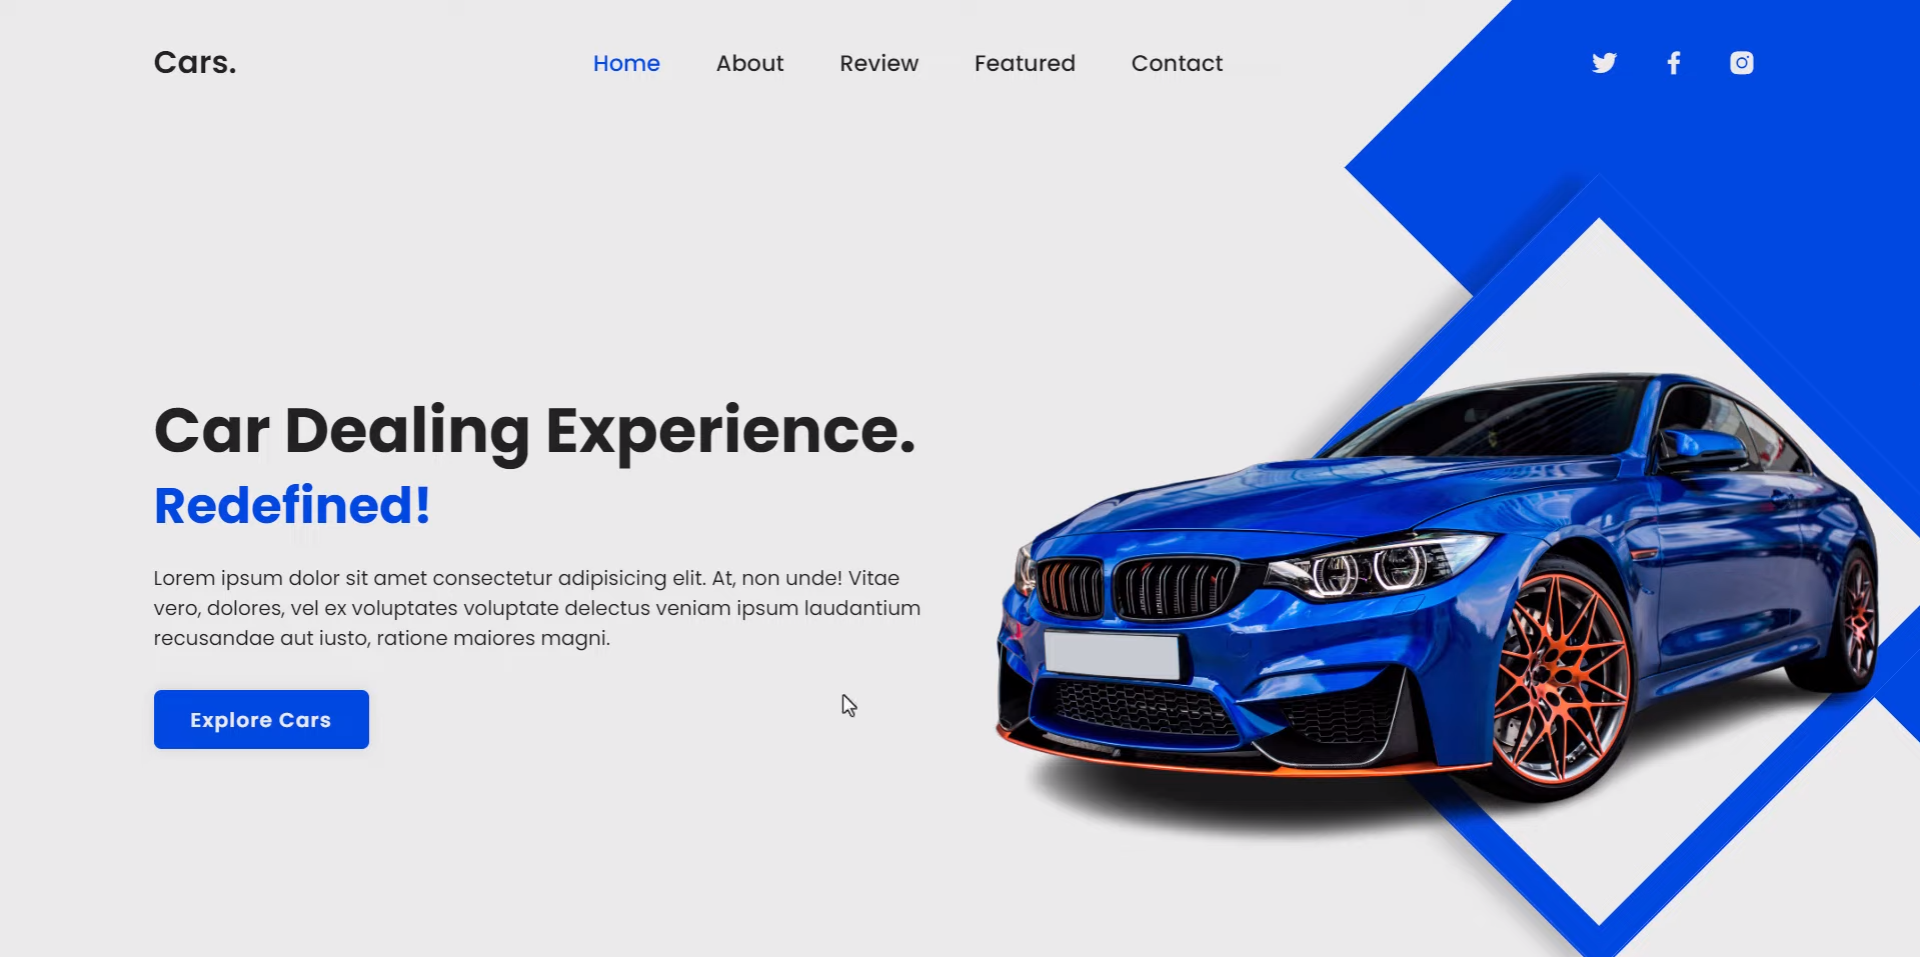 Cars.
Home
About
Review
Featured
Contact
Car Dealing Experience.
Redefined!
Lorem ipsum dolor sit amet consectetur adipisicing elit. At, non unde! Vitae
vero, dolores, vel ex voluptates voluptate delectus veniam ipsum laudantium
recusandae aut iusto, ratione maiores magni.
Explore Cars